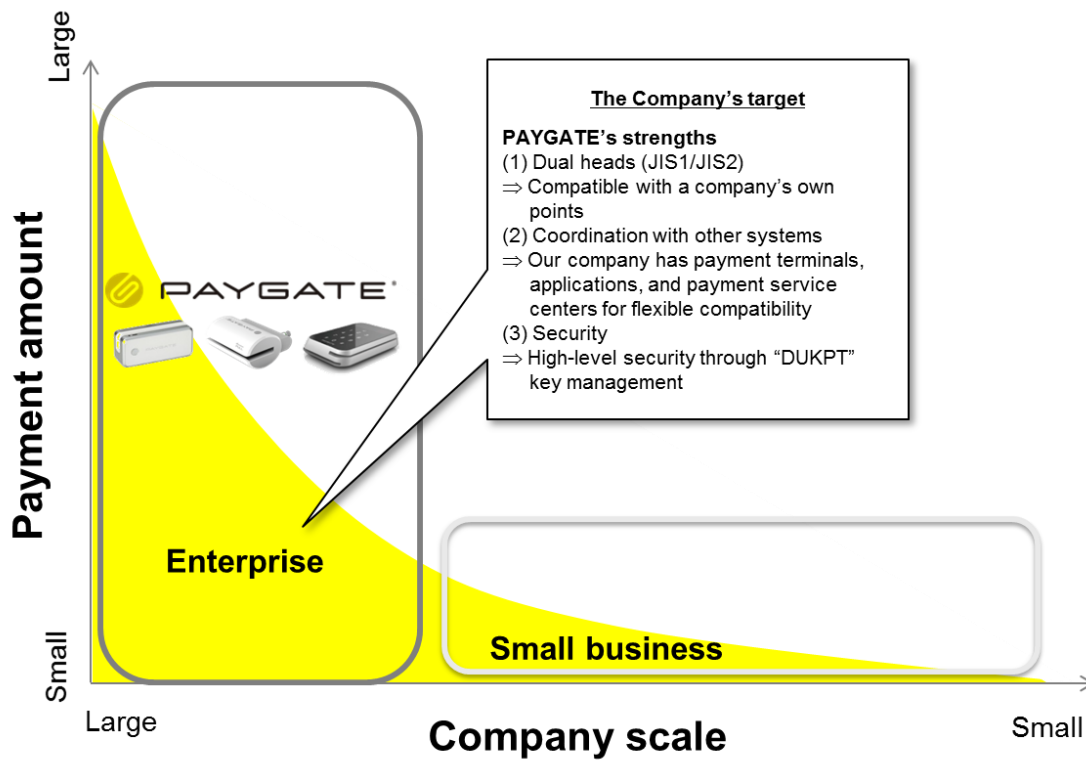 Large
The Company's target
PAYGATE's strengths
(1) Dual heads (JIS1/JIS2)
⇒ Compatible with a company's own
points
(2) Coordination with other systems
⇒ Our company has payment terminals,
applications, and payment service
centers for flexible compatibility
(3) Security
⇒ High-level security through “DUKPT”
key management
Payment amount
PAYGATE
Enterprise
Small business
Small
Large
Company scale
Small